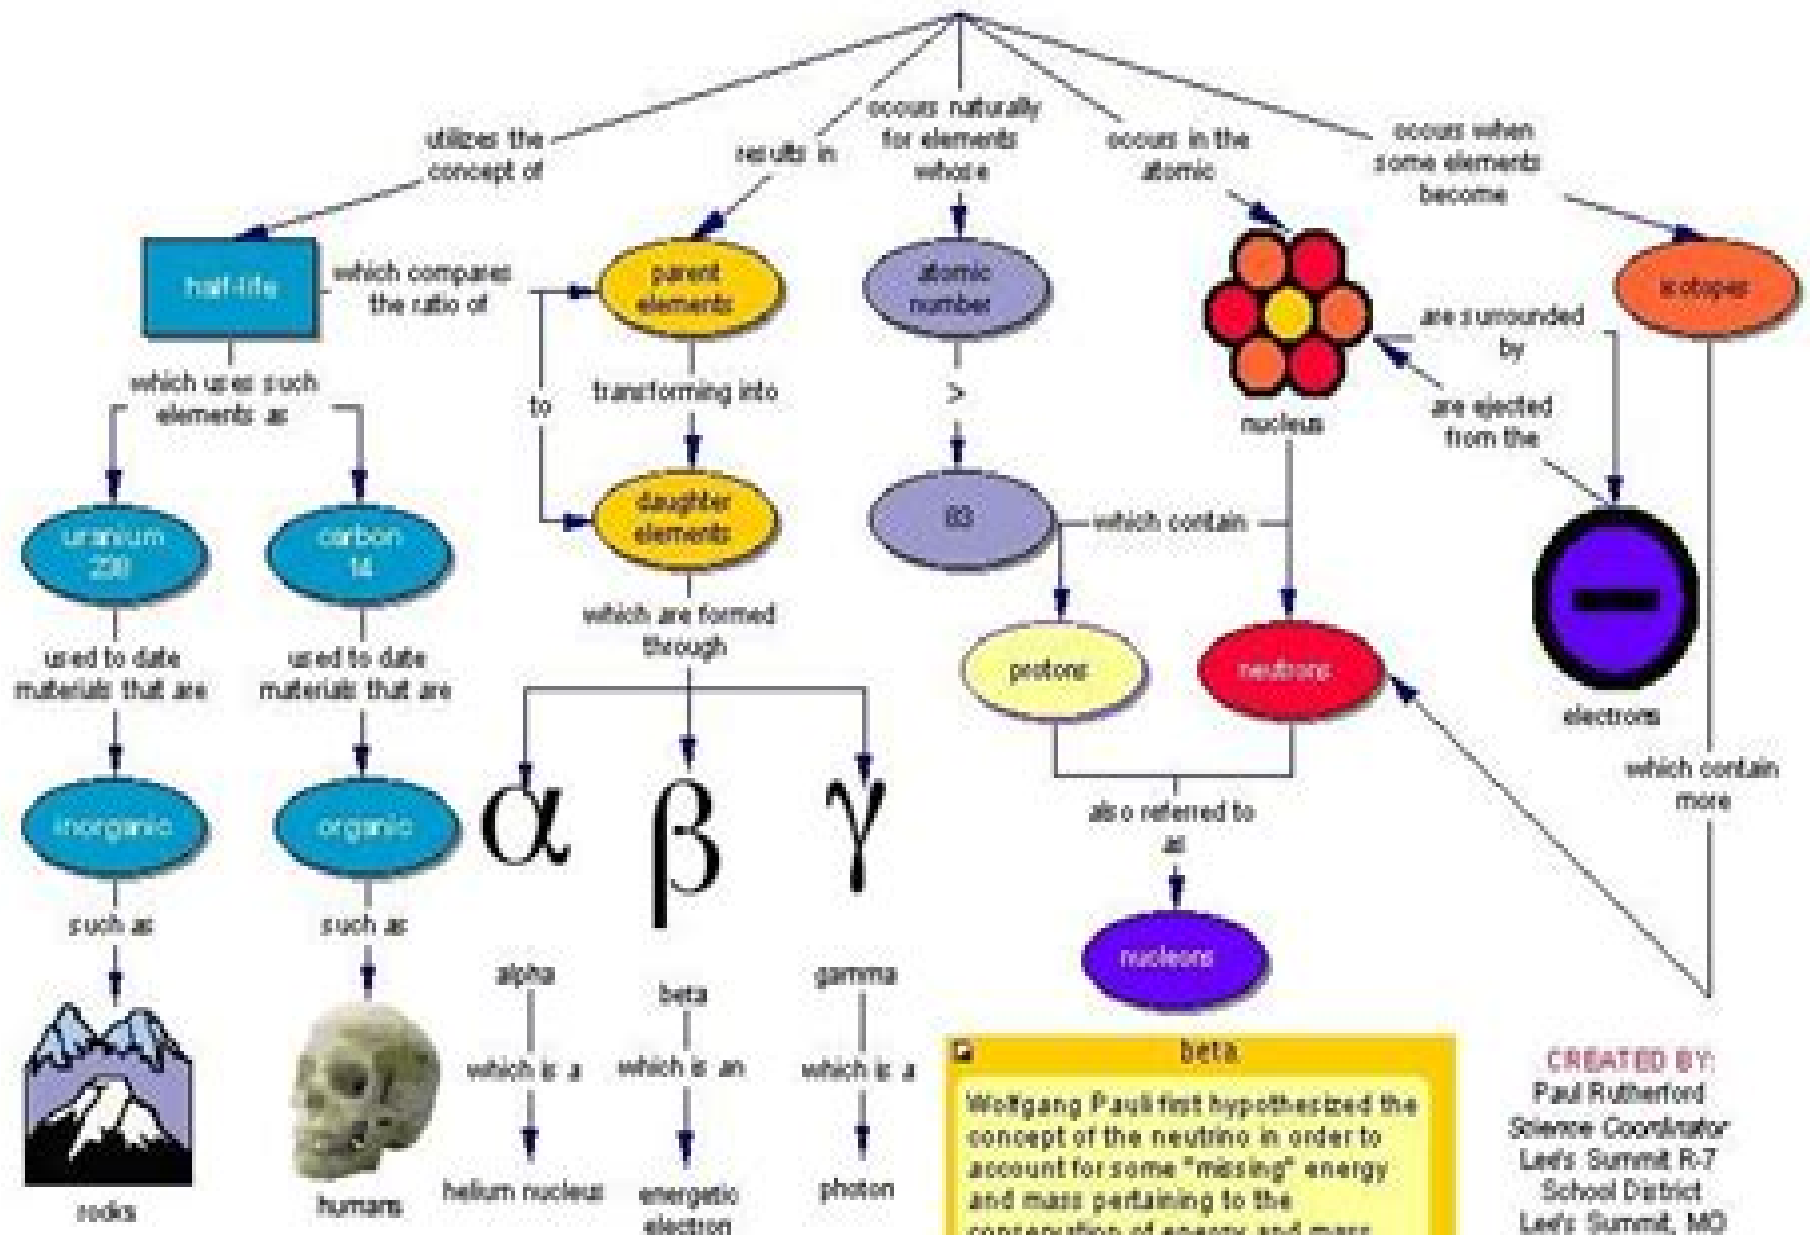 utilizes the
concept of
results in
occurs naturally
for elements
whose
occurs in the
atomic
occurs when
some elements
become
half-life
which compares
the ratio of
parent
elements
atomic
number
isotopes
are surrounded
by
which uses such
elements as
to
transforming into
>
nucleus
are ejected
from the
uranium
238
carbon
14
daughter
elements
83
which contain
which are formed
through
used to date
materials that are
used to date
materials that are
protons
neutrons
electrons
which contain
more
inorganic
organic
α
β
γ
also referred to
as
such as
such as
nucleons
alpha
beta
gamma
which is a
which is an
which is a
rocks
humans
helium nucleus
energetic
electron
photon
beta
Wolfgang Pauli first hypothesized the
concept of the neutrino in order to
account for some "missing" energy
and mass pertaining to the
conservation of energy and mass
CREATED BY:
Paul Rutherford
Science Coordinator
Lee's Summit R-7
School District
Lee's Summit, MO